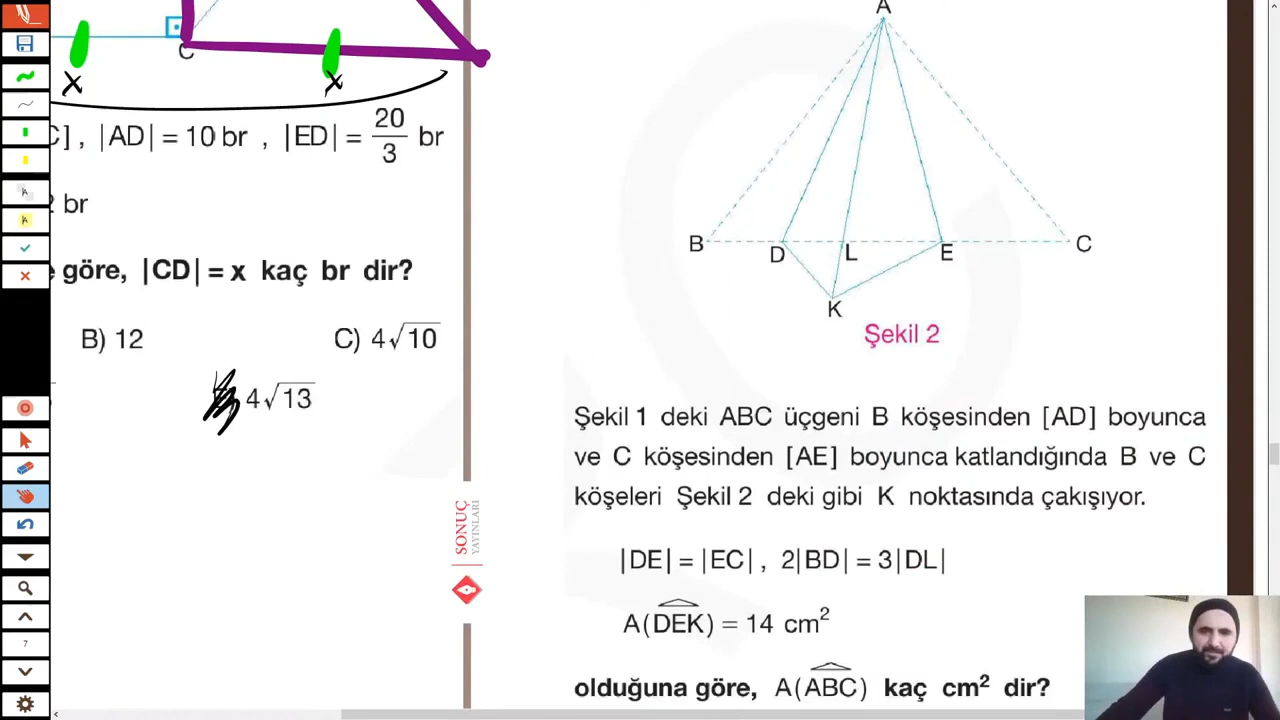 C
x
x
C] , |AD| = 10 br , |ED| = 20/3 br
2 br
e göre, |CD| = x kaç br dir?
B) 12
C) 4√10
4√13
SONUÇ
YAYINLARI
A
B
D
L
E
C
K
Şekil 2
Şekil 1 deki ABC üçgeni B köşesinden [AD] boyunca
ve C köşesinden [AE] boyunca katlandığında B ve C
köşeleri Şekil 2 deki gibi K noktasında çakışıyor.
|DE| = |EC| , 2|BD| = 3|DL|
A(DEK) = 14 cm²
olduğuna göre, A(ABC) kaç cm² dir?
A
A
7